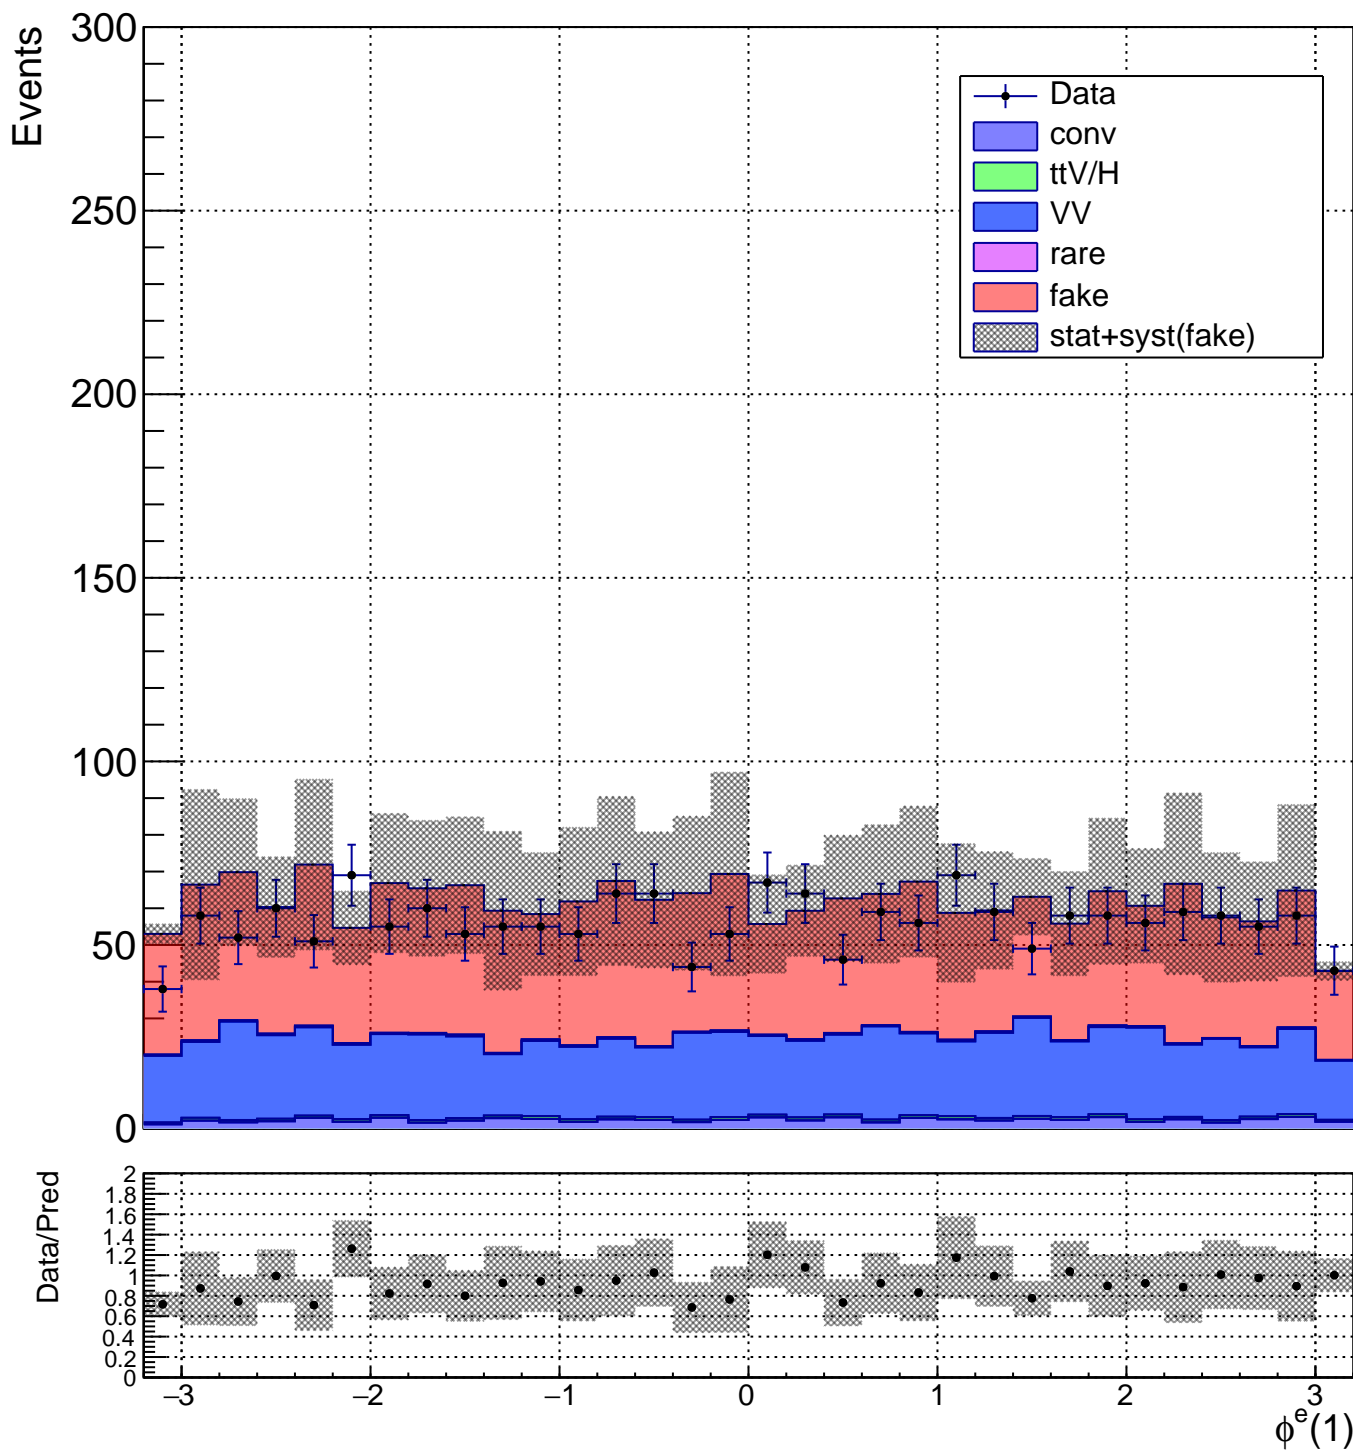 Events
300
250
200
150
100
50
0
Data
conv
ttV/H
VV
rare
fake
stat+syst(fake)
Data/Pred
2
1.8
1.6
1.4
1.2
1
0.8
0.6
0.4
0.2
0
−3 −2 −1 0 1 2 3
ϕᵉ(1)